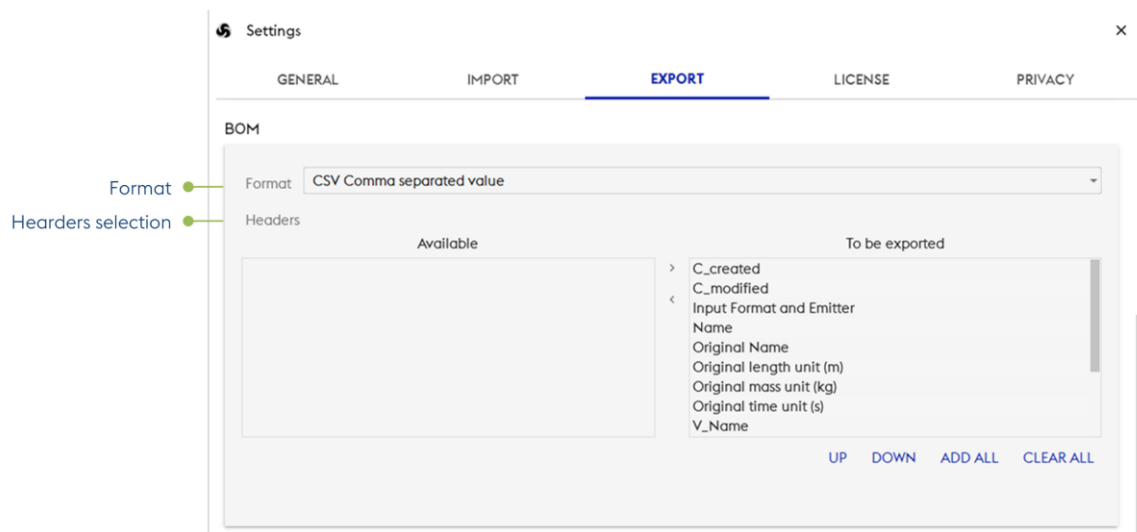 Settings ×
GENERAL IMPORT EXPORT LICENSE PRIVACY
BOM
Format
Format CSV Comma separated value
Hearders selection
Headers
Available To be exported
> C_created
C_modified
< Input Format and Emitter
Name
Original Name
Original length unit (m)
Original mass unit (kg)
Original time unit (s)
V_Name
UP DOWN ADD ALL CLEAR ALL